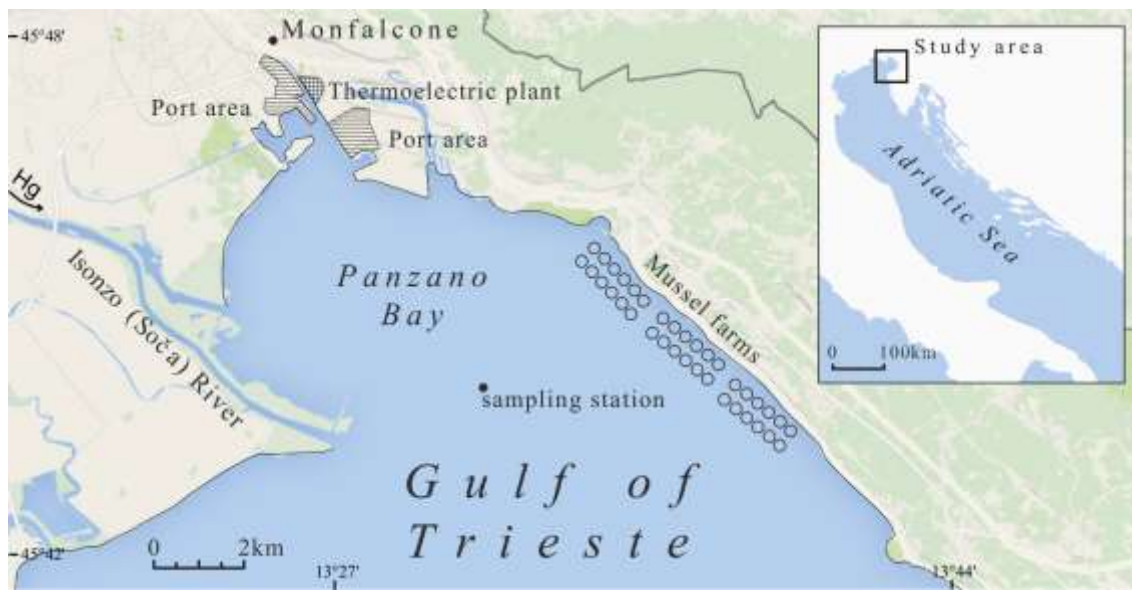 45°48'
Monfalcone
Port area
Thermoelectric plant
Port area
Hg
Isonzo (Soča) River
Panzano
Bay
Mussel farms
sampling station
Gulf of
Trieste
0 2km
45°42'
13°27'
13°44'
Study area
Adriatic Sea
0 100km